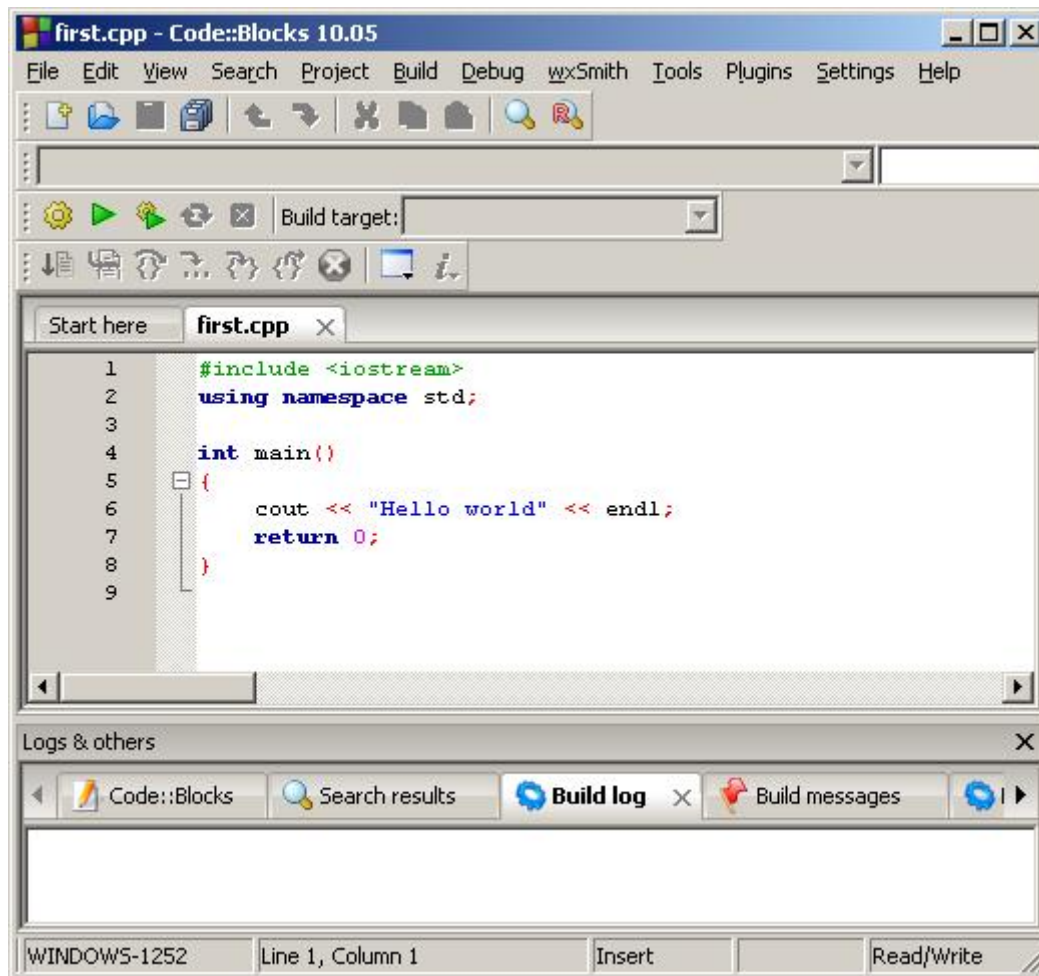 first.cpp - Code::Blocks 10.05
File Edit View Search Project Build Debug wxSmith Tools Plugins Settings Help
Build target:
Start here first.cpp
1 #include <iostream>
2 using namespace std;
3
4 int main()
5 {
6 cout << "Hello world" << endl;
7 return 0;
8 }
9
Logs & others
Code::Blocks Search results Build log Build messages
WINDOWS-1252 Line 1, Column 1 Insert Read/Write